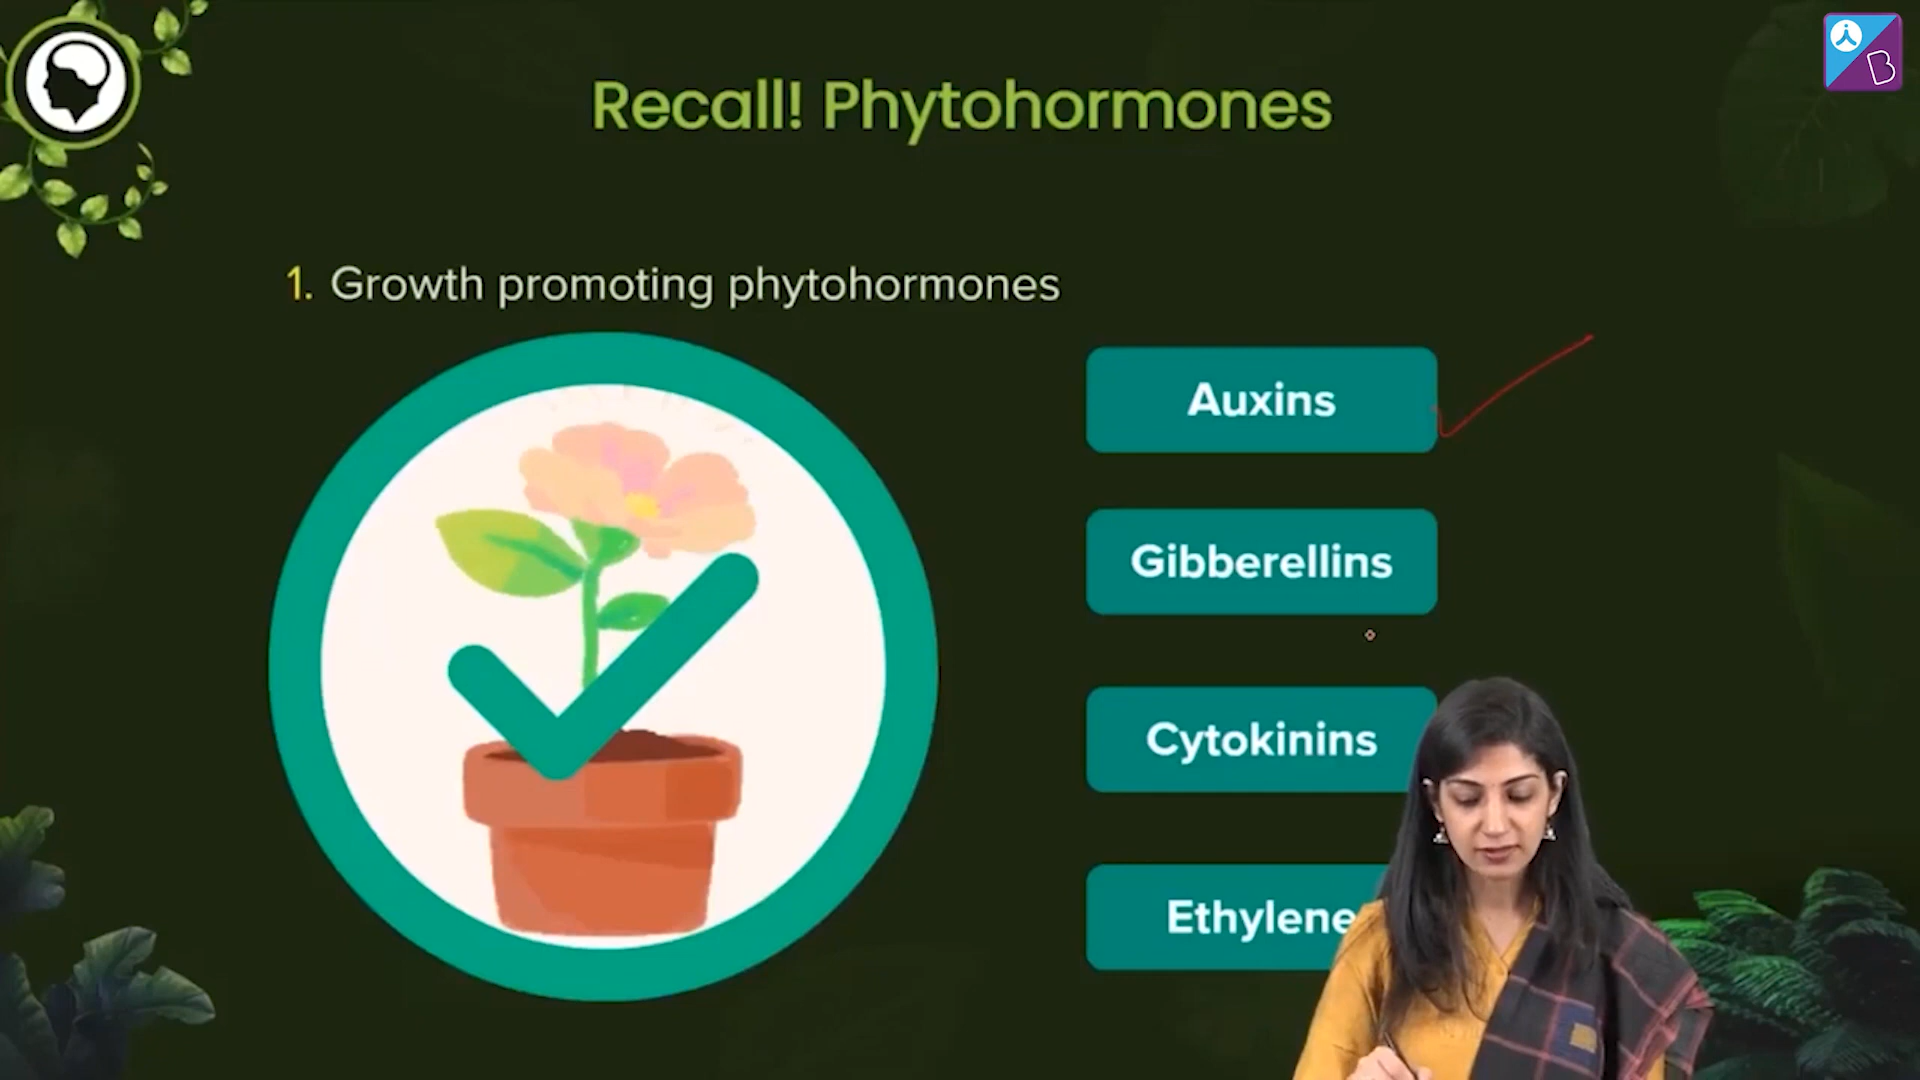 Recall! Phytohormones
1. Growth promoting phytohormones
Auxins
Gibberellins
Cytokinins
Ethylene